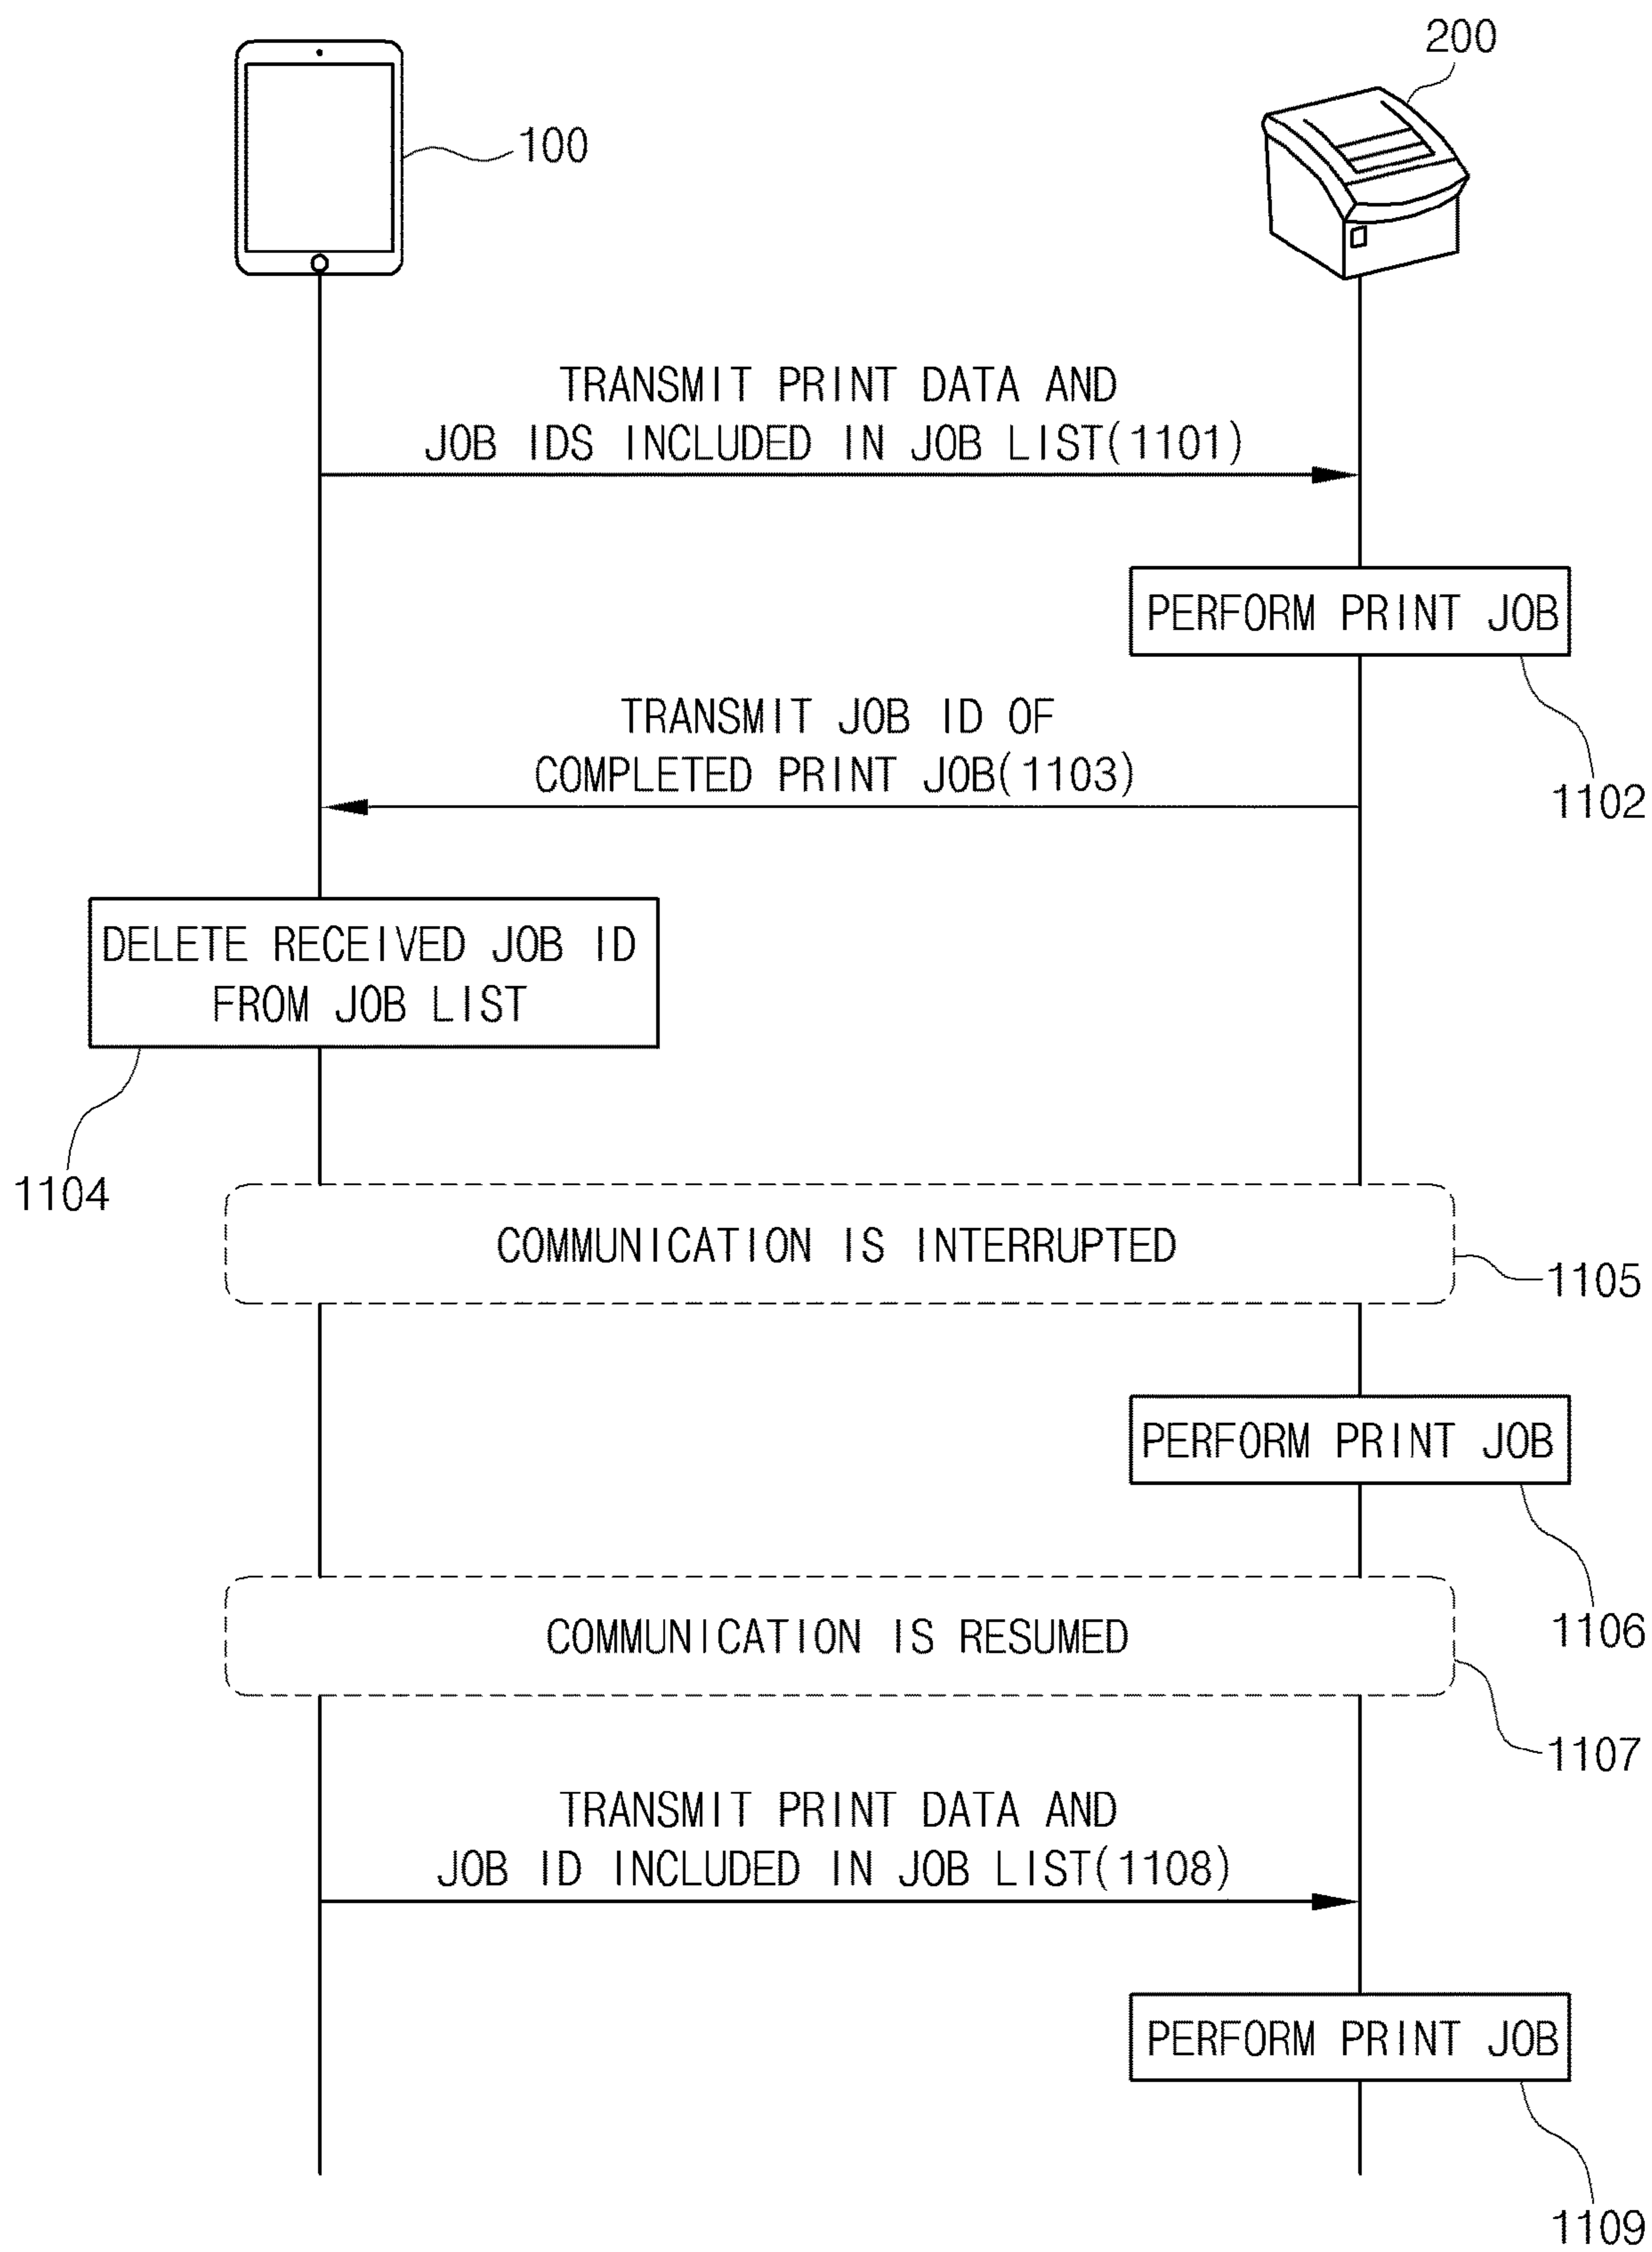 200
100
TRANSMIT PRINT DATA AND
JOB IDS INCLUDED IN JOB LIST(1101)
PERFORM PRINT JOB
1102
TRANSMIT JOB ID OF
COMPLETED PRINT JOB(1103)
DELETE RECEIVED JOB ID
FROM JOB LIST
1104
COMMUNICATION IS INTERRUPTED
1105
PERFORM PRINT JOB
1106
COMMUNICATION IS RESUMED
1107
TRANSMIT PRINT DATA AND
JOB ID INCLUDED IN JOB LIST(1108)
PERFORM PRINT JOB
1109